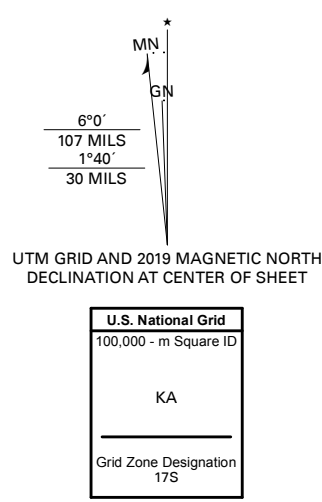 ★
MN
GN
6°0´
107 MILS
1°40´
30 MILS
UTM GRID AND 2019 MAGNETIC NORTH
DECLINATION AT CENTER OF SHEET
U.S. National Grid
100,000 - m Square ID
KA
Grid Zone Designation
17S